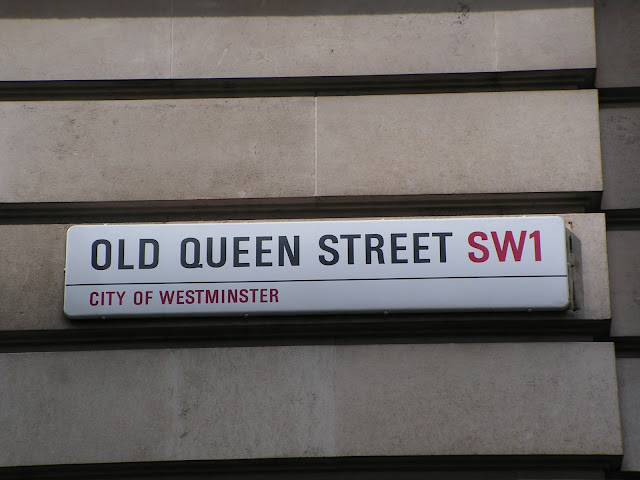 OLD QUEEN STREET SW1
CITY OF WESTMINSTER